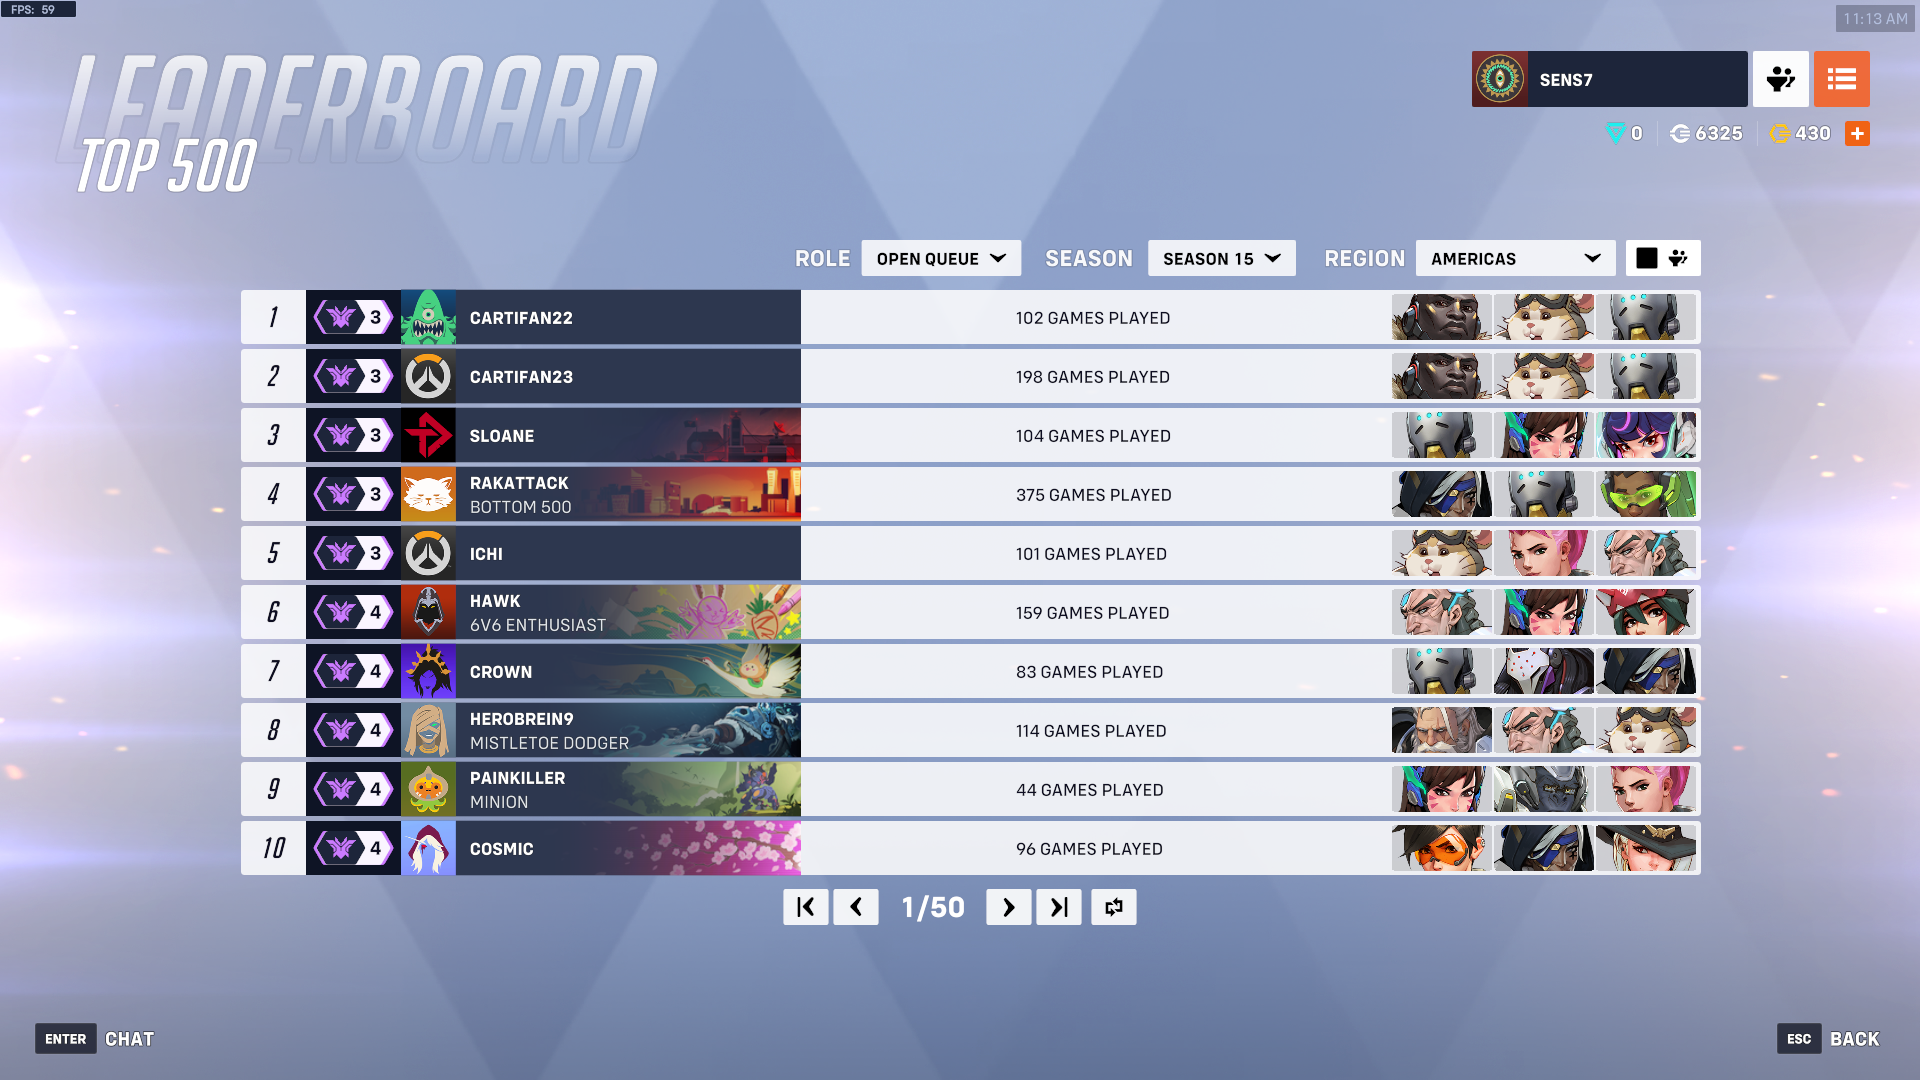 FPS: 59
11:13 AM
LEADERBOARD
TOP 500
SENS7
0 6325 430
ROLE OPEN QUEUE SEASON SEASON 15 REGION AMERICAS
1 3 CARTIFAN22 102 GAMES PLAYED
2 3 CARTIFAN23 198 GAMES PLAYED
3 3 SLOANE 104 GAMES PLAYED
4 3 RAKATTACK 375 GAMES PLAYED
BOTTOM 500
5 3 ICHI 101 GAMES PLAYED
6 4 HAWK 159 GAMES PLAYED
6V6 ENTHUSIAST
7 4 CROWN 83 GAMES PLAYED
8 4 HEROBREIN9 114 GAMES PLAYED
MISTLETOE DODGER
9 4 PAINKILLER 44 GAMES PLAYED
MINION
10 4 COSMIC 96 GAMES PLAYED
1/50
ENTER CHAT
ESC BACK